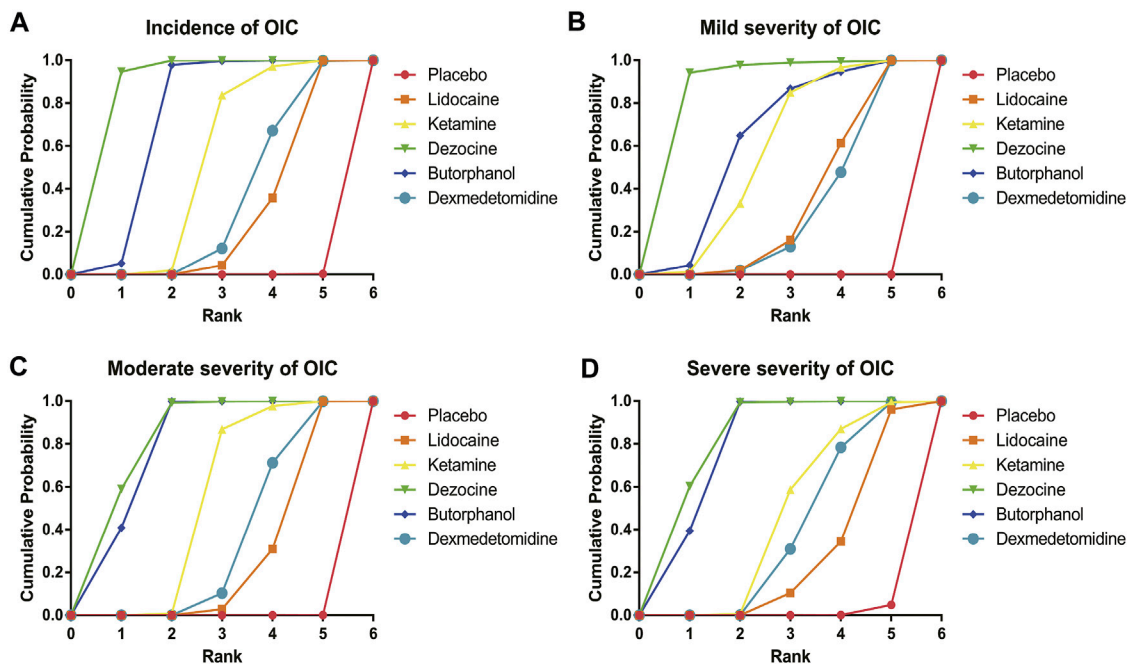 A
Incidence of OIC
Cumulative Probability
1.0
0.8
0.6
0.4
0.2
0.0
0 1 2 3 4 5 6
Rank
Placebo
Lidocaine
Ketamine
Dezocine
Butorphanol
Dexmedetomidine
B
Mild severity of OIC
Cumulative Probability
1.0
0.8
0.6
0.4
0.2
0.0
0 1 2 3 4 5 6
Rank
Placebo
Lidocaine
Ketamine
Dezocine
Butorphanol
Dexmedetomidine
C
Moderate severity of OIC
Cumulative Probability
1.0
0.8
0.6
0.4
0.2
0.0
0 1 2 3 4 5 6
Rank
Placebo
Lidocaine
Ketamine
Dezocine
Butorphanol
Dexmedetomidine
D
Severe severity of OIC
Cumulative Probability
1.0
0.8
0.6
0.4
0.2
0.0
0 1 2 3 4 5 6
Rank
Placebo
Lidocaine
Ketamine
Dezocine
Butorphanol
Dexmedetomidine